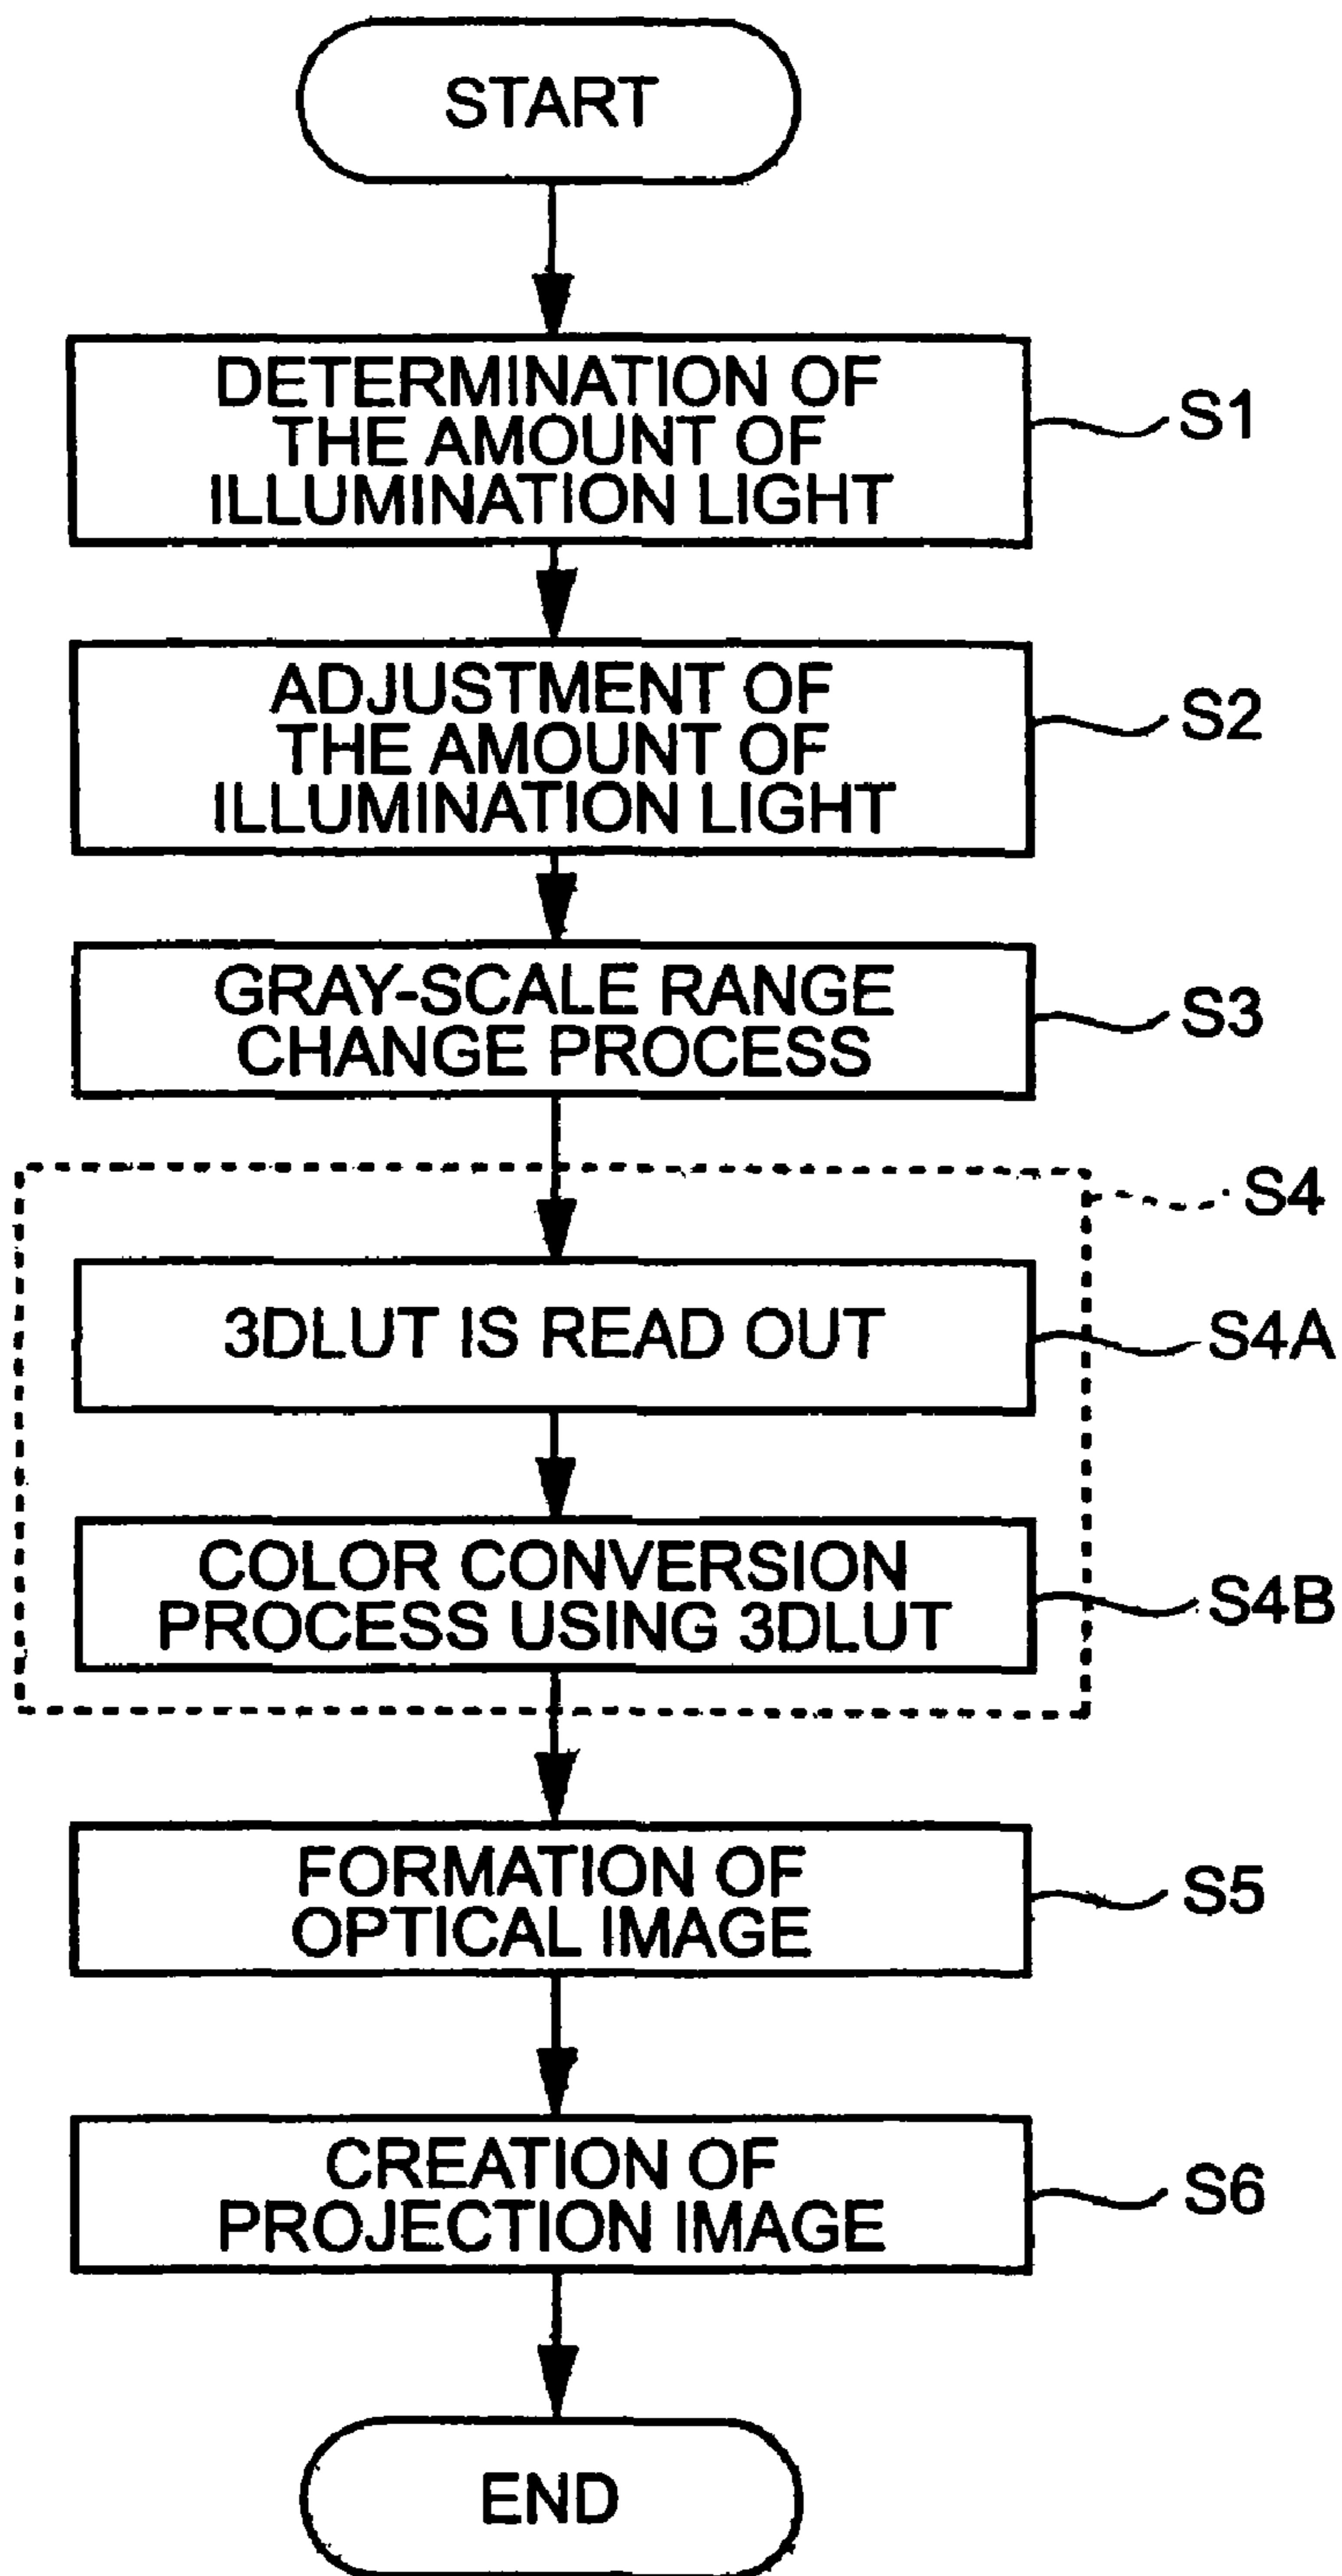 START
DETERMINATION OF
THE AMOUNT OF
ILLUMINATION LIGHT
S1
ADJUSTMENT OF
THE AMOUNT OF
ILLUMINATION LIGHT
S2
GRAY-SCALE RANGE
CHANGE PROCESS
S3
S4
3DLUT IS READ OUT
S4A
COLOR CONVERSION
PROCESS USING 3DLUT
S4B
FORMATION OF
OPTICAL IMAGE
S5
CREATION OF
PROJECTION IMAGE
S6
END